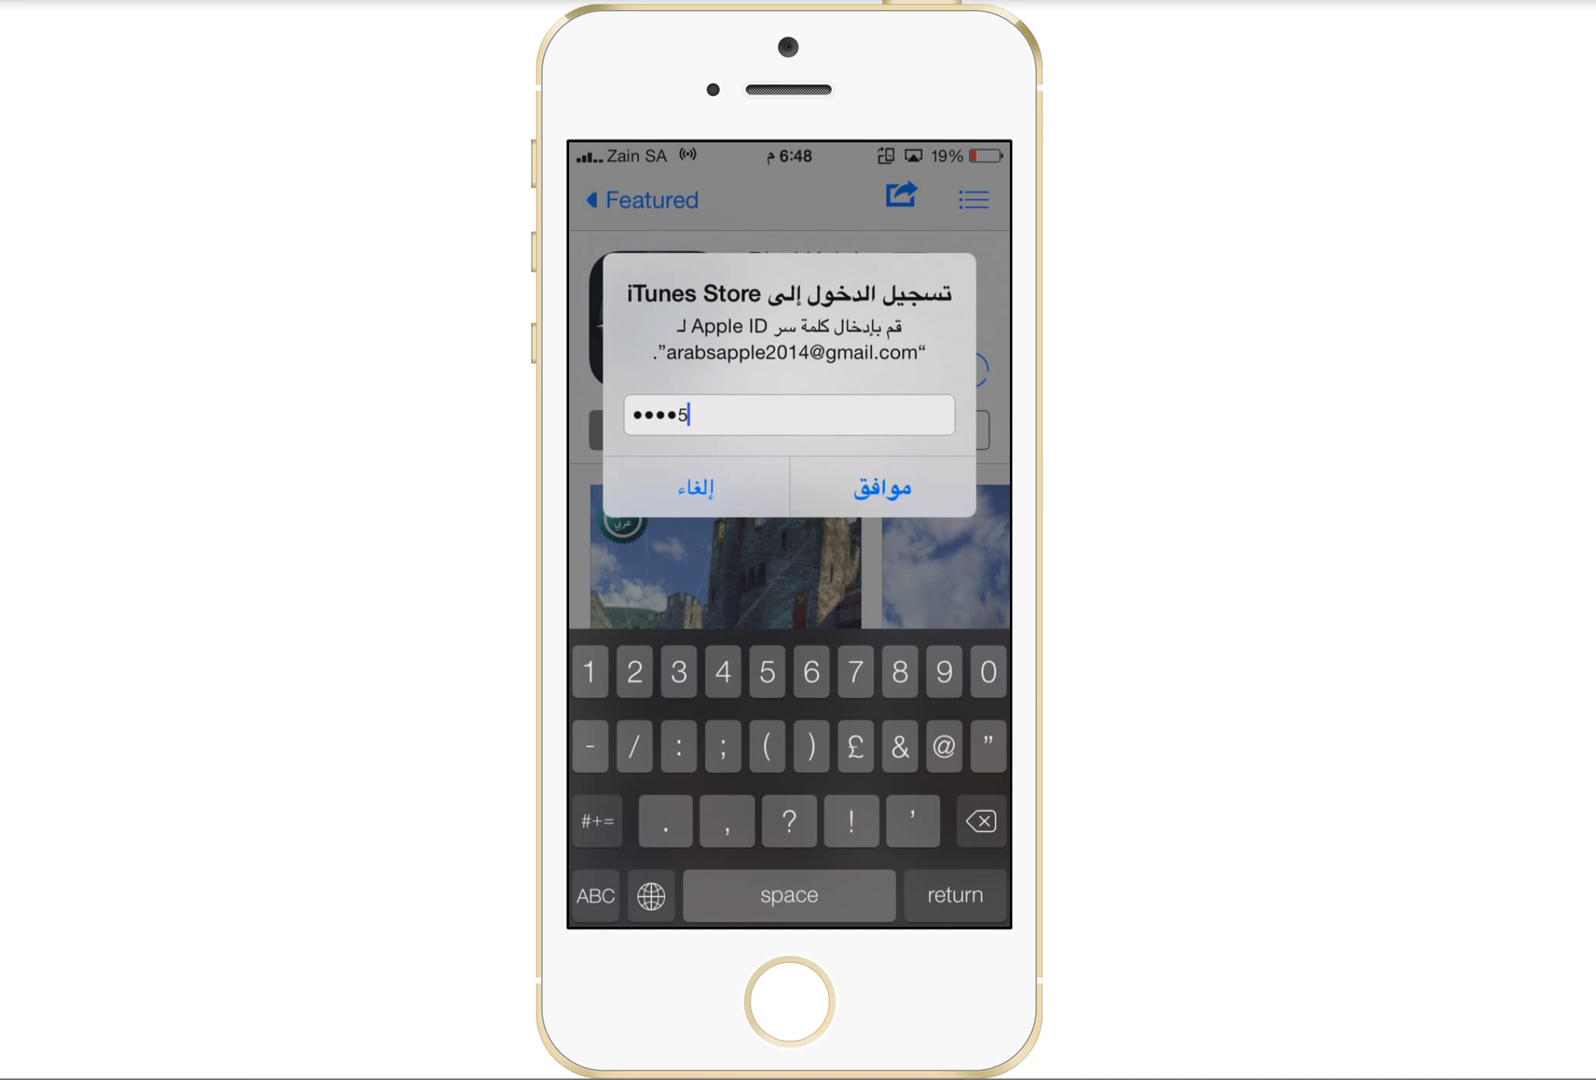 Zain SA م 6:48 19%
Featured
تسجيل الدخول إلى iTunes Store
قم بإدخال كلمة سر Apple ID لـ
“arabsapple2014@gmail.com”.
••••5
إلغاء موافق
عربي
1 2 3 4 5 6 7 8 9 0
- / : ; ( ) £ & @ ”
#+= . , ? ! ’
ABC space return